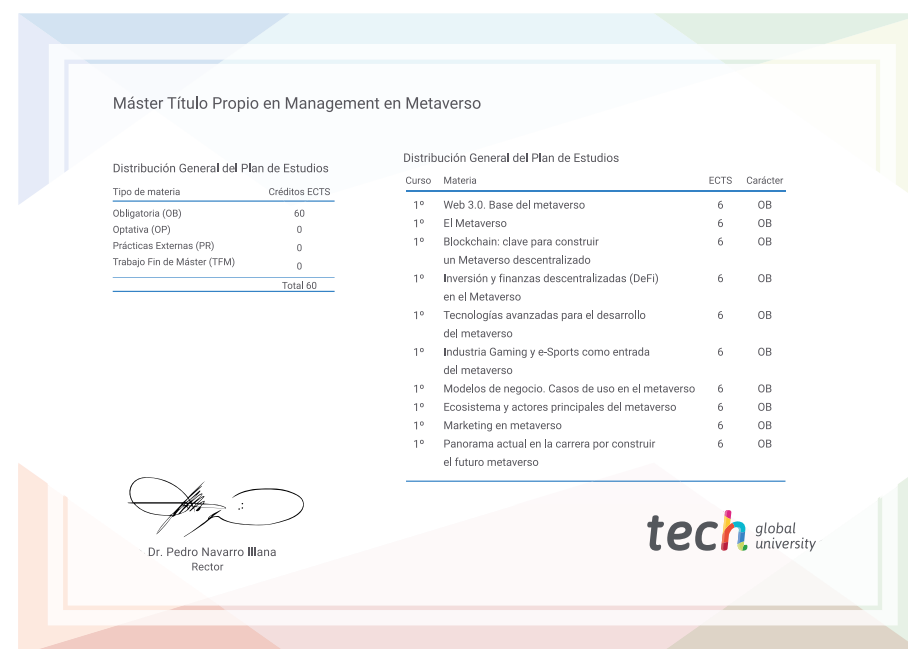 Máster Título Propio en Management en Metaverso
Distribución General del Plan de Estudios
Tipo de materia Créditos ECTS
Obligatoria (OB) 60
Optativa (OP) 0
Prácticas Externas (PR) 0
Trabajo Fin de Máster (TFM) 0
Total 60
Distribución General del Plan de Estudios
Curso Materia ECTS Carácter
1º Web 3.0. Base del metaverso 6 OB
1º El Metaverso 6 OB
1º Blockchain: clave para construir 6 OB
un Metaverso descentralizado
1º Inversión y finanzas descentralizadas (DeFi) 6 OB
en el Metaverso
1º Tecnologías avanzadas para el desarrollo 6 OB
del metaverso
1º Industria Gaming y e-Sports como entrada 6 OB
del metaverso
1º Modelos de negocio. Casos de uso en el metaverso 6 OB
1º Ecosistema y actores principales del metaverso 6 OB
1º Marketing en metaverso 6 OB
1º Panorama actual en la carrera por construir 6 OB
el futuro metaverso
Dr. Pedro Navarro Illana
Rector
tech global
university